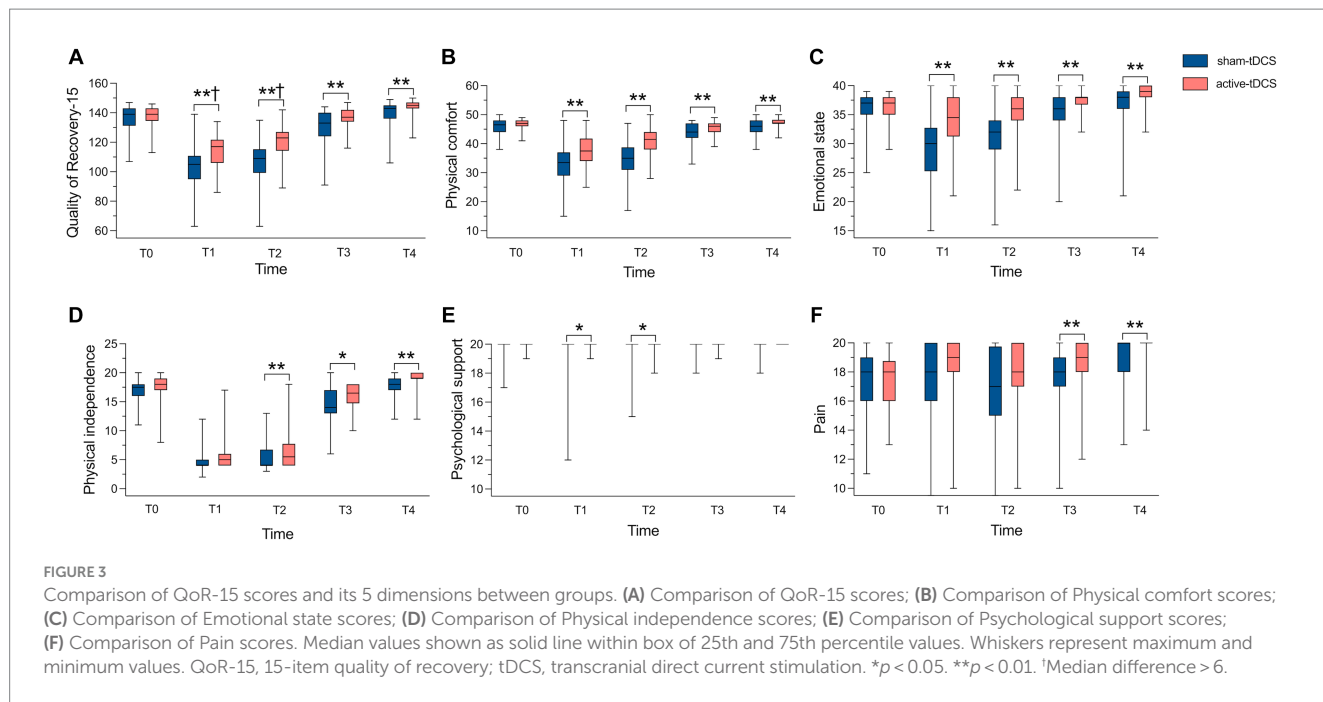 A
B
C
sham-tDCS
active-tDCS
Quality of Recovery-15
160
140
120
100
80
60
**†
**†
**
**
T0 T1 T2 T3 T4
Time
Physical comfort
60
50
40
30
20
10
**
**
**
**
T0 T1 T2 T3 T4
Time
Emotional state
40
35
30
25
20
15
**
**
**
**
T0 T1 T2 T3 T4
Time
D
E
F
Physical independence
25
20
15
10
5
0
**
*
**
T0 T1 T2 T3 T4
Time
Psychological support
20
18
16
14
12
10
*
*
T0 T1 T2 T3 T4
Time
Pain
20
18
16
14
12
10
**
**
T0 T1 T2 T3 T4
Time
FIGURE 3
Comparison of QoR-15 scores and its 5 dimensions between groups. (A) Comparison of QoR-15 scores; (B) Comparison of Physical comfort scores;
(C) Comparison of Emotional state scores; (D) Comparison of Physical independence scores; (E) Comparison of Psychological support scores;
(F) Comparison of Pain scores. Median values shown as solid line within box of 25th and 75th percentile values. Whiskers represent maximum and
minimum values. QoR-15, 15-item quality of recovery; tDCS, transcranial direct current stimulation. *p < 0.05. **p < 0.01. †Median difference > 6.